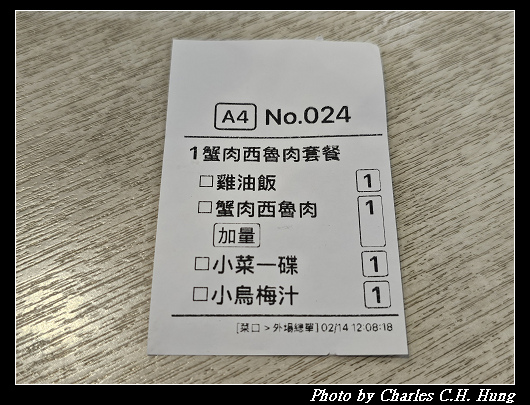 A4 No.024
1蟹肉西魯肉套餐
□雞油飯 1
□蟹肉西魯肉 1
加量
□小菜一碟 1
□小烏梅汁 1
[菜口 > 外場總單] 02/14 12:08:18
Photo by Charles C.H. Hung